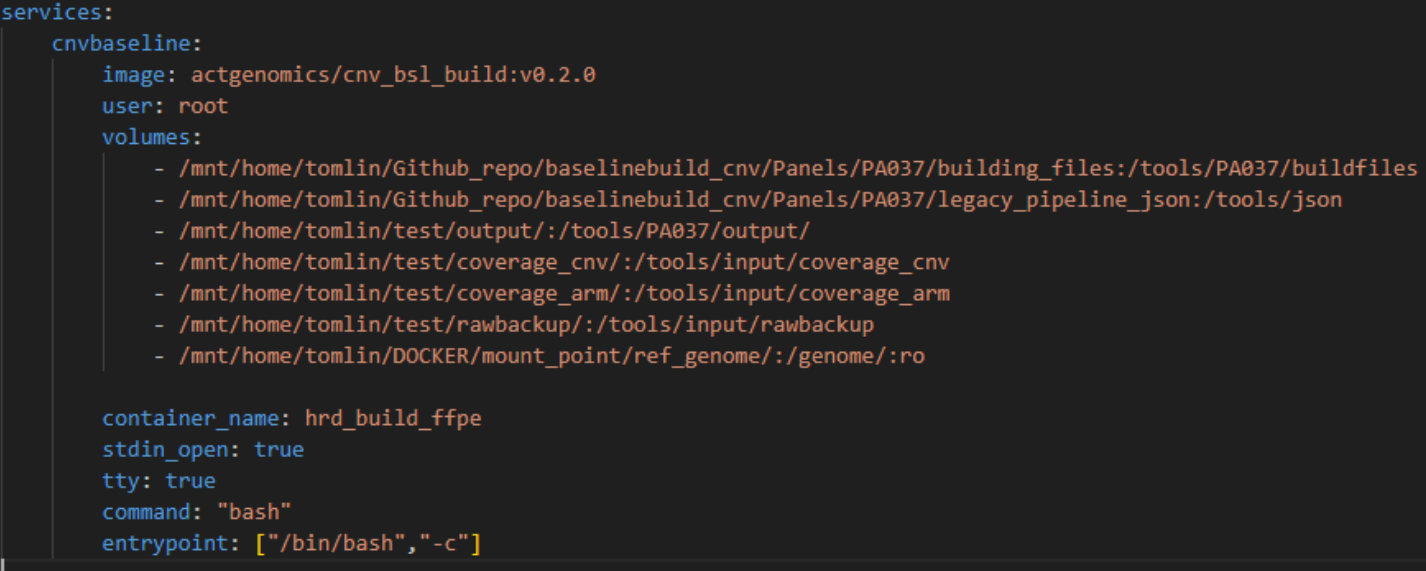 services:
cnvbaseline:
image: actgenomics/cnv_bsl_build:v0.2.0
user: root
volumes:
- /mnt/home/tomlin/Github_repo/baselinebuild_cnv/Panels/PA037/building_files:/tools/PA037/buildfiles
- /mnt/home/tomlin/Github_repo/baselinebuild_cnv/Panels/PA037/legacy_pipeline_json:/tools/json
- /mnt/home/tomlin/test/output/:/tools/PA037/output/
- /mnt/home/tomlin/test/coverage_cnv/:/tools/input/coverage_cnv
- /mnt/home/tomlin/test/coverage_arm/:/tools/input/coverage_arm
- /mnt/home/tomlin/test/rawbackup/:/tools/input/rawbackup
- /mnt/home/tomlin/DOCKER/mount_point/ref_genome/:/genome/:ro
container_name: hrd_build_ffpe
stdin_open: true
tty: true
command: "bash"
entrypoint: ["/bin/bash","-c"]